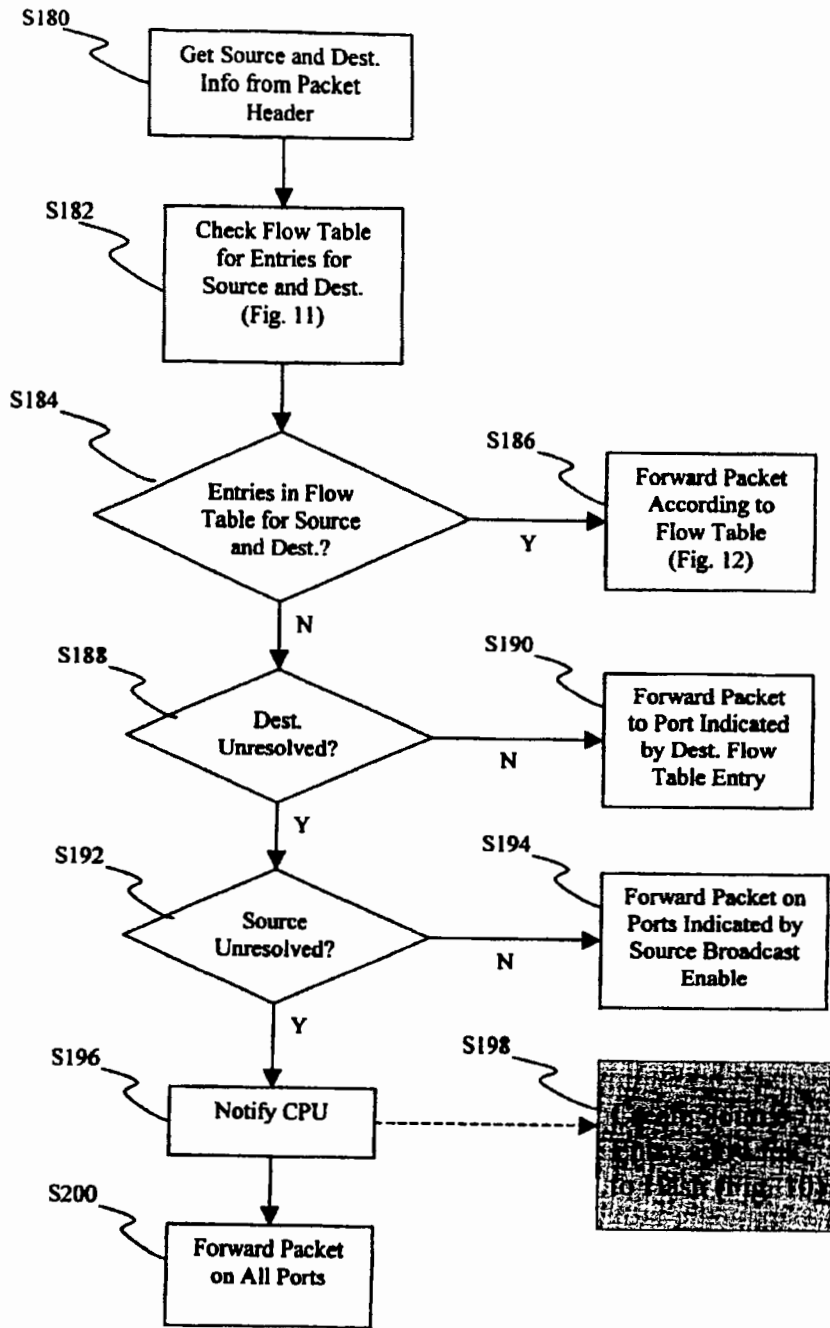 S180
Get Source and Dest.
Info from Packet
Header
S182
Check Flow Table
for Entries for
Source and Dest.
(Fig. 11)
S184
Entries in Flow
Table for Source
and Dest.?
Y
S186
Forward Packet
According to
Flow Table
(Fig. 12)
N
S188
Dest.
Unresolved?
N
S190
Forward Packet
to Port Indicated
by Dest. Flow
Table Entry
Y
S192
Source
Unresolved?
N
S194
Forward Packet on
Ports Indicated by
Source Broadcast
Enable
Y
S196
Notify CPU
S198
to Hash (Fig. 10)
S200
Forward Packet
on All Ports